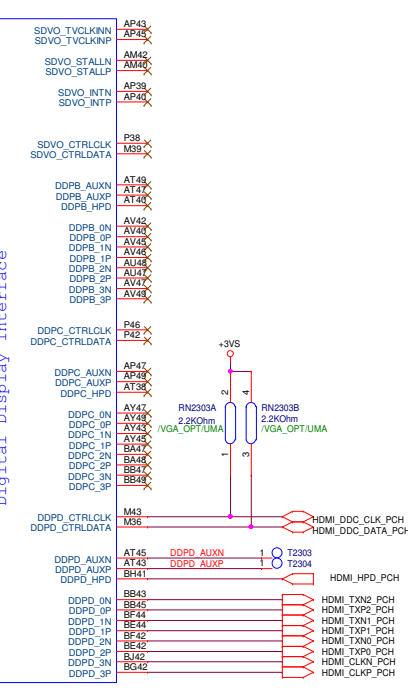 SDVO_TVCLKINN AP43
SDVO_TVCLKINP AP45
SDVO_STALLN AM42
SDVO_STALLP AM40
SDVO_INTN AP39
SDVO_INTP AP40
SDVO_CTRLCLK P38
SDVO_CTRLDATA M39
DDPB_AUXN AT49
DDPB_AUXP AT47
DDPB_HPD AT40
DDPB_0N AV42
DDPB_0P AV40
DDPB_1N AV45
DDPB_1P AV46
DDPB_2N AU48
DDPB_2P AU47
DDPB_3N AV47
DDPB_3P AV49
Digital Display Interface
DDPC_CTRLCLK P46
DDPC_CTRLDATA P42
+3VS
DDPC_AUXN AP47
DDPC_AUXP AP49
DDPC_HPD AT38
2 4
RN2303A RN2303B
2.2KOhm 2.2KOhm
/VGA_OPT/UMA /VGA_OPT/UMA
1 3
DDPC_0N AY47
DDPC_0P AY49
DDPC_1N AY43
DDPC_1P AY45
DDPC_2N BA47
DDPC_2P BA48
DDPC_3N BB47
DDPC_3P BB49
DDPD_CTRLCLK M43 HDMI_DDC_CLK_PCH
DDPD_CTRLDATA M36 HDMI_DDC_DATA_PCH
DDPD_AUXN AT45 DDPD_AUXN 1 T2303
DDPD_AUXP AT43 DDPD_AUXP 1 T2304
DDPD_HPD BH41 HDMI_HPD_PCH
DDPD_0N BB43 HDMI_TXN2_PCH
DDPD_0P BB45 HDMI_TXP2_PCH
DDPD_1N BF44 HDMI_TXN1_PCH
DDPD_1P BE44 HDMI_TXP1_PCH
DDPD_2N BF42 HDMI_TXN0_PCH
DDPD_2P BE42 HDMI_TXP0_PCH
DDPD_3N BJ42 HDMI_CLKN_PCH
DDPD_3P BG42 HDMI_CLKP_PCH